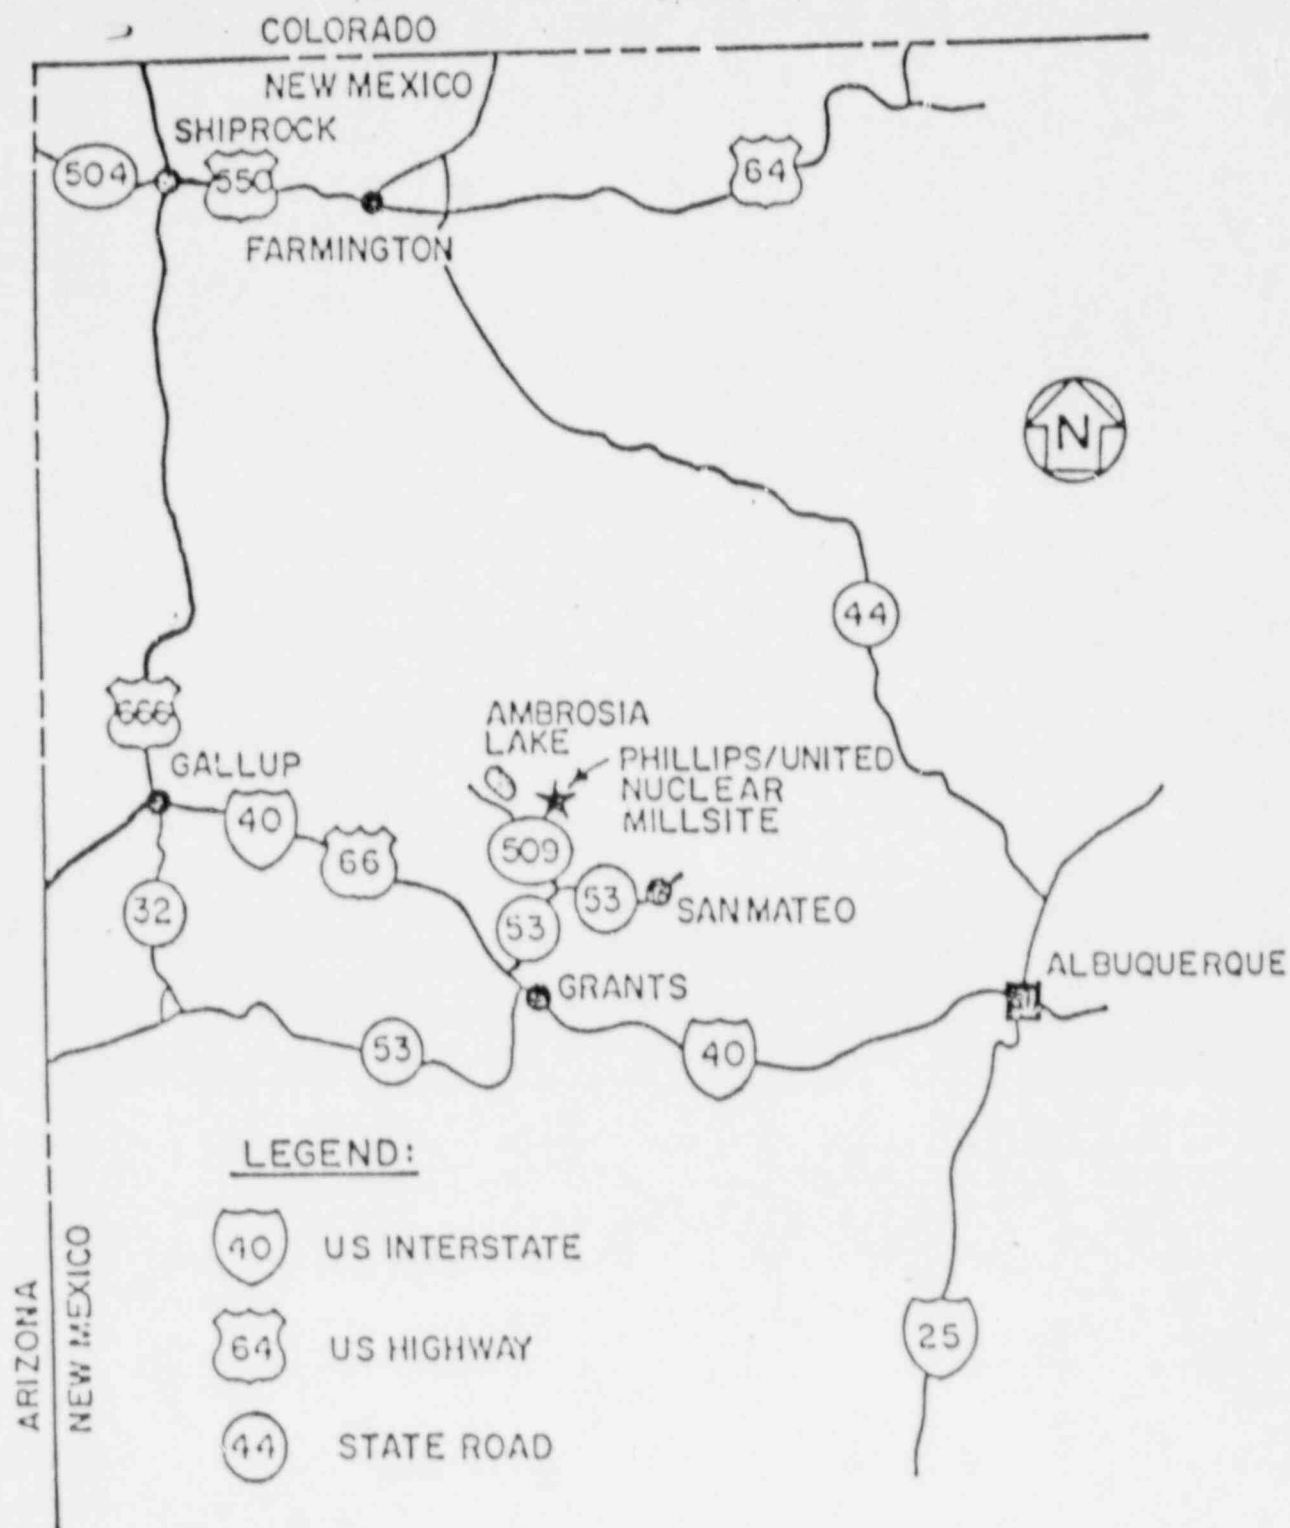 COLORADO
NEW MEXICO
SHIPROCK
504
550
64
FARMINGTON
N
44
666
AMBROSIA
LAKE
PHILLIPS/UNITED
NUCLEAR
MILLSITE
GALLUP
40
66
509
32
53
53
SAN MATEO
ALBUQUERQUE
GRANTS
53
40
LEGEND:
40 US INTERSTATE
64 US HIGHWAY
44 STATE ROAD
25
ARIZONA
NEW MEXICO